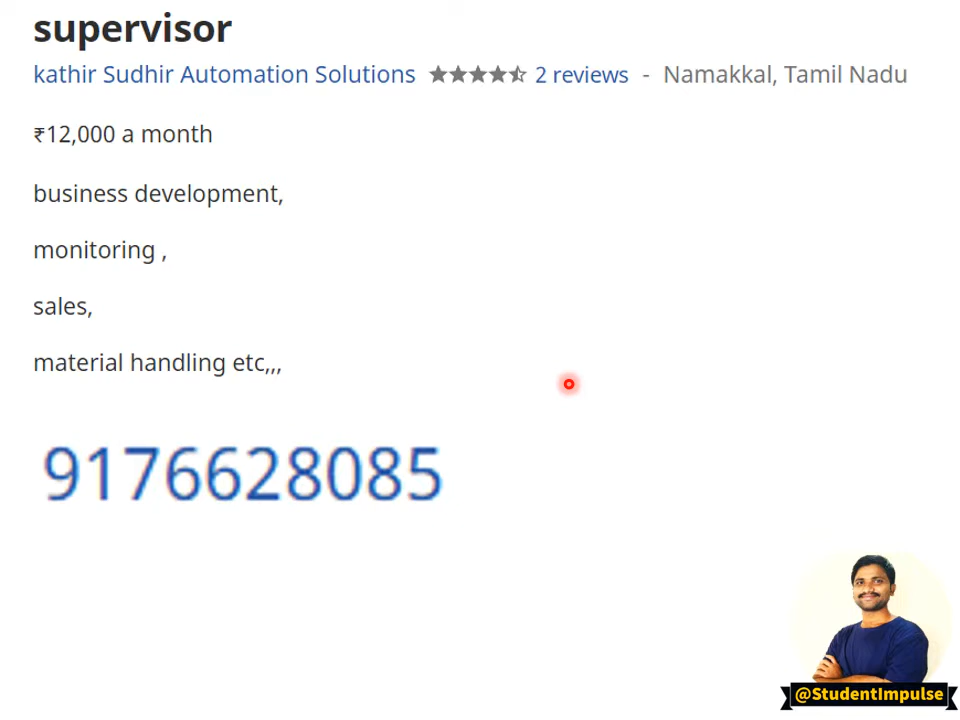 supervisor
kathir Sudhir Automation Solutions ★★★★⯪ 2 reviews - Namakkal, Tamil Nadu
₹12,000 a month
business development,
monitoring ,
sales,
material handling etc,,,
9176628085
@StudentImpulse